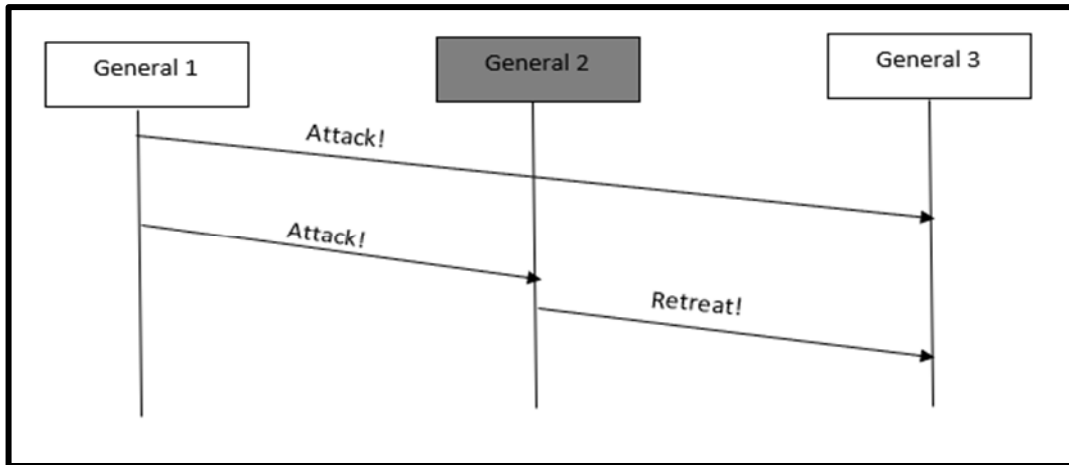 General 1
General 2
General 3
Attack!
Attack!
Retreat!